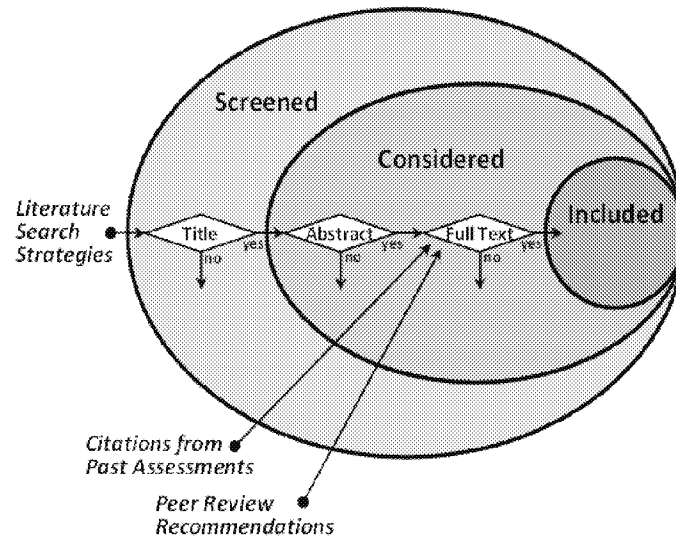 Screened
Considered
Included
Literature
Search
Strategies
Title
yes
no
Abstract
yes
no
Full Text
yes
no
Citations from
Past Assessments
Peer Review
Recommendations